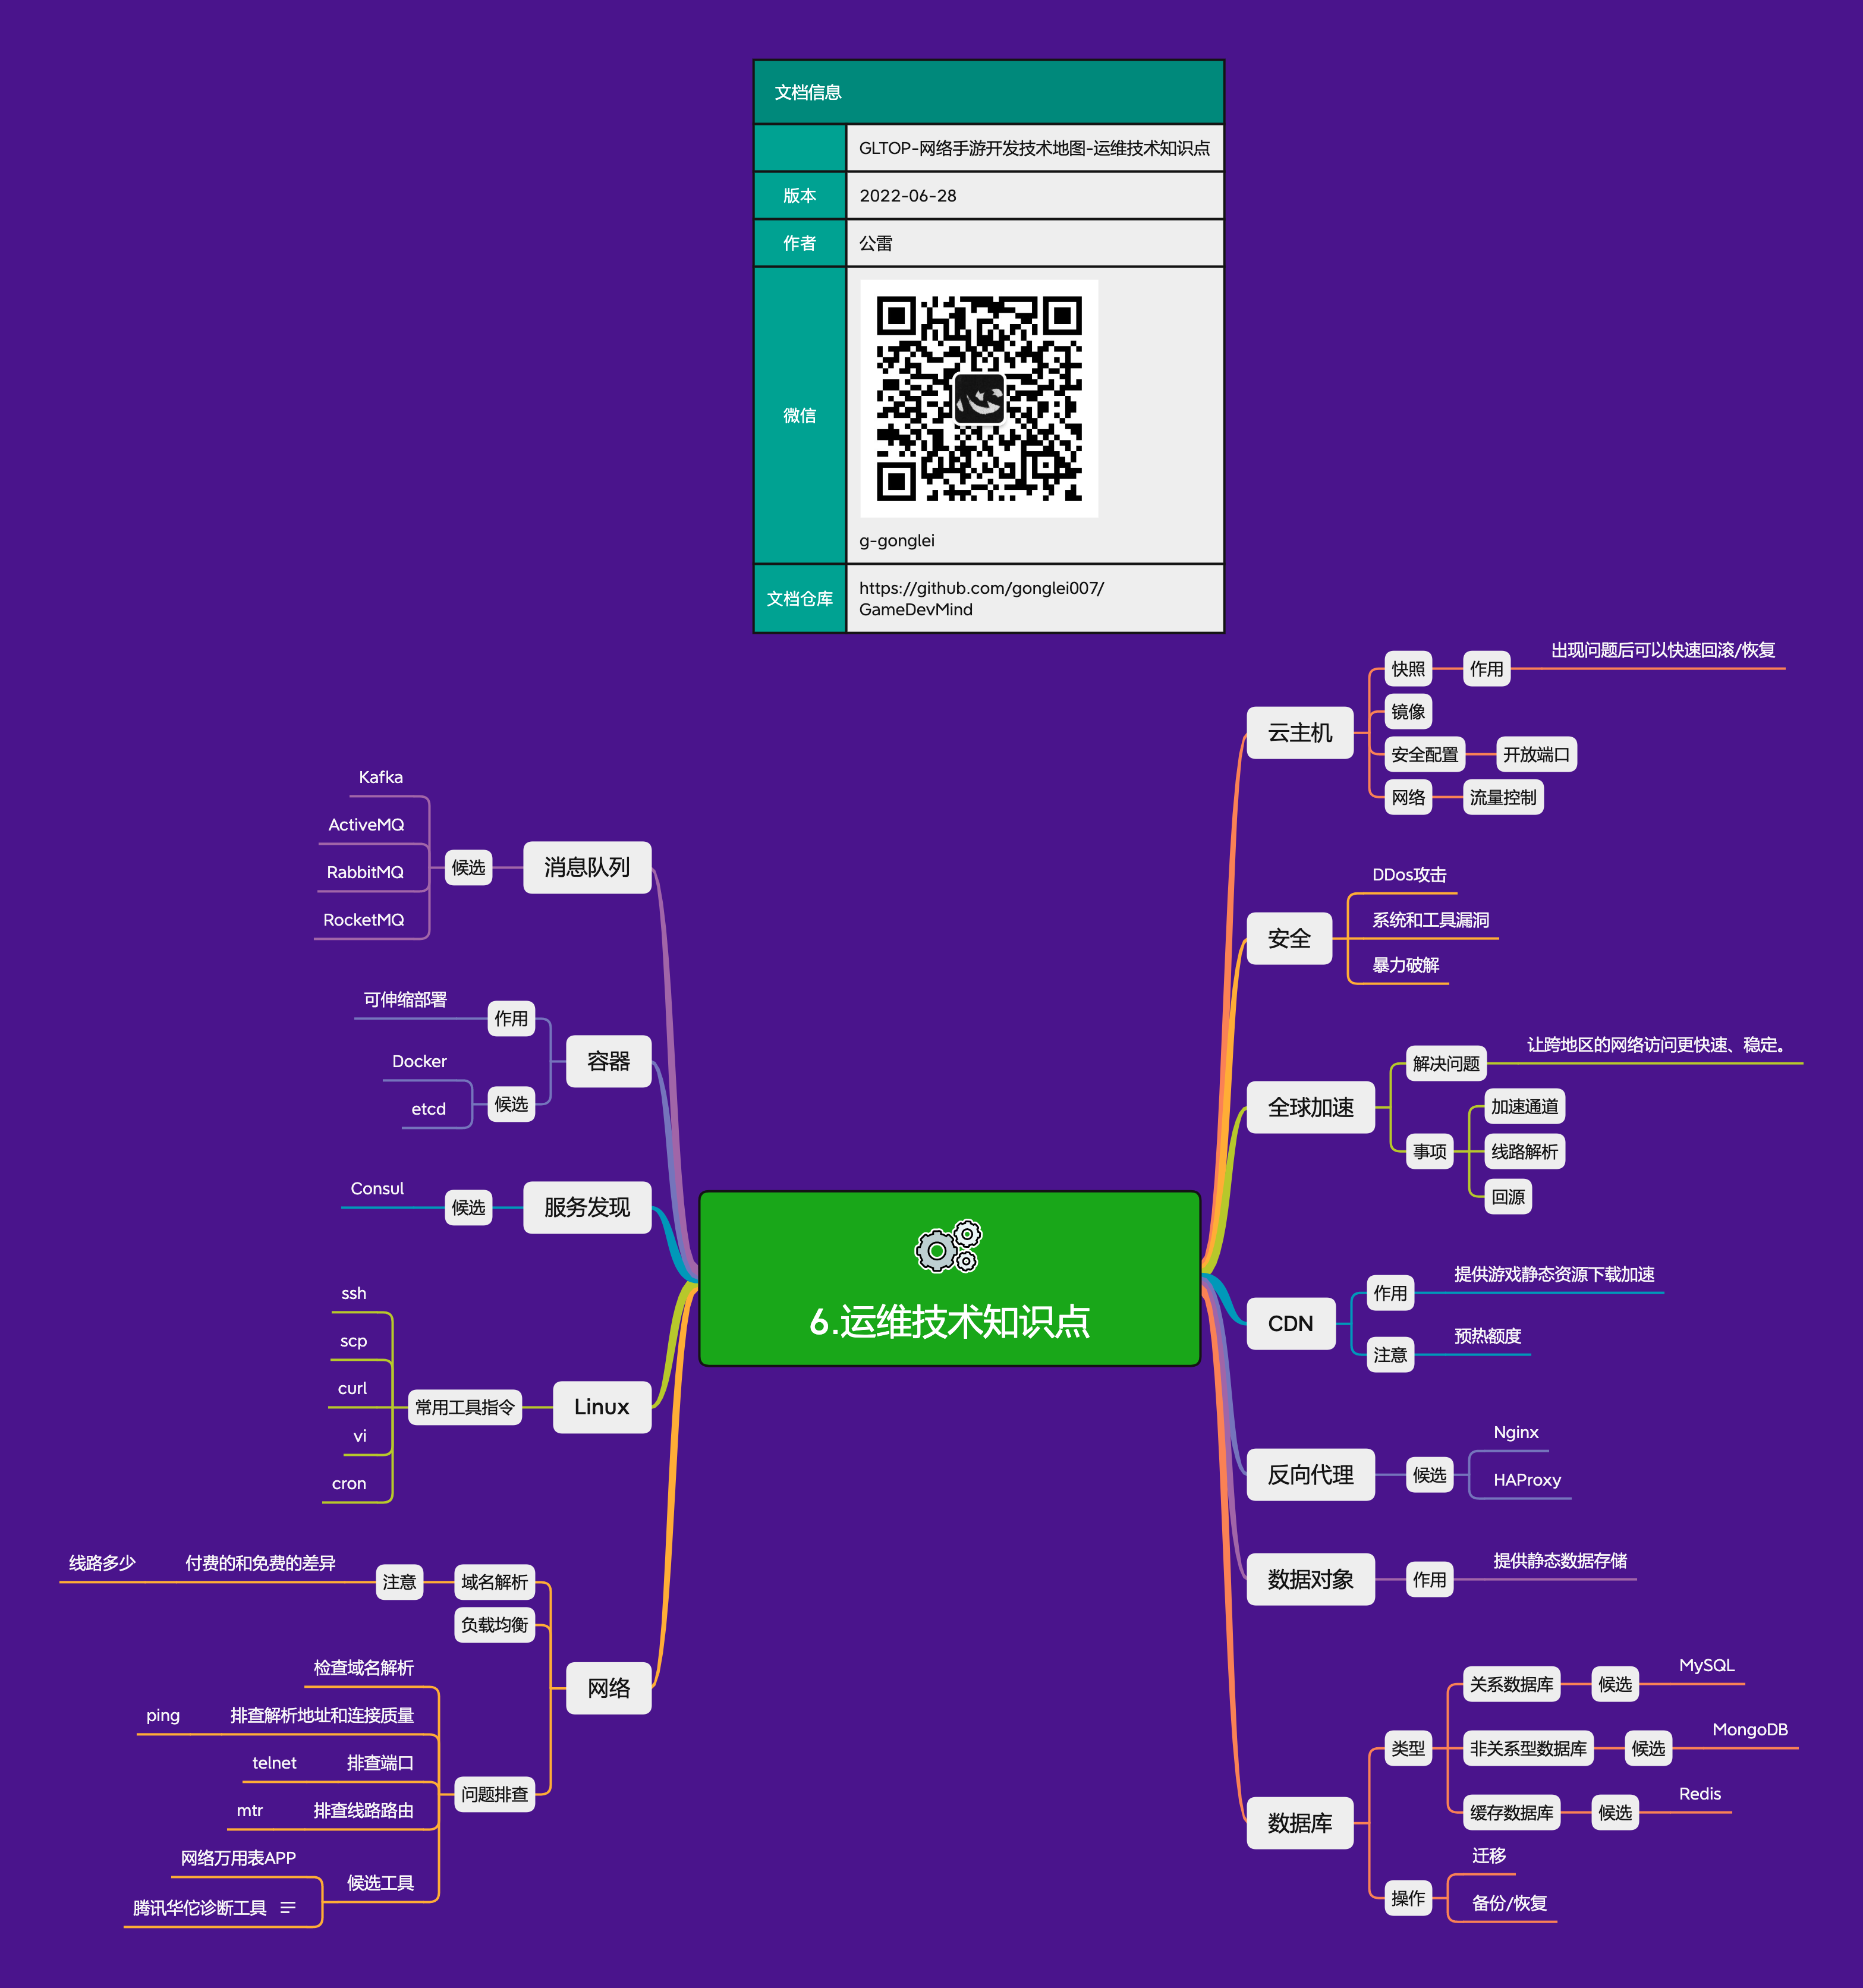 文档信息
GLTOP-网络手游开发技术地图-运维技术知识点
版本
2022-06-28
作者
公雷
微信
g-gonglei
文档仓库
https://github.com/gonglei007/
GameDevMind
6.运维技术知识点
云主机
快照
作用
出现问题后可以快速回滚/恢复
镜像
安全配置
开放端口
网络
流量控制
安全
DDos攻击
系统和工具漏洞
暴力破解
全球加速
解决问题
让跨地区的网络访问更快速、稳定。
事项
加速通道
线路解析
回源
CDN
作用
提供游戏静态资源下载加速
注意
预热额度
反向代理
候选
Nginx
HAProxy
数据对象
作用
提供静态数据存储
数据库
类型
关系数据库
候选
MySQL
非关系型数据库
候选
MongoDB
缓存数据库
候选
Redis
操作
迁移
备份/恢复
消息队列
候选
Kafka
ActiveMQ
RabbitMQ
RocketMQ
容器
作用
可伸缩部署
候选
Docker
etcd
服务发现
候选
Consul
Linux
常用工具指令
ssh
scp
curl
vi
cron
网络
域名解析
注意
付费的和免费的差异
线路多少
负载均衡
问题排查
检查域名解析
排查解析地址和连接质量
ping
排查端口
telnet
排查线路路由
mtr
候选工具
网络万用表APP
腾讯华佗诊断工具